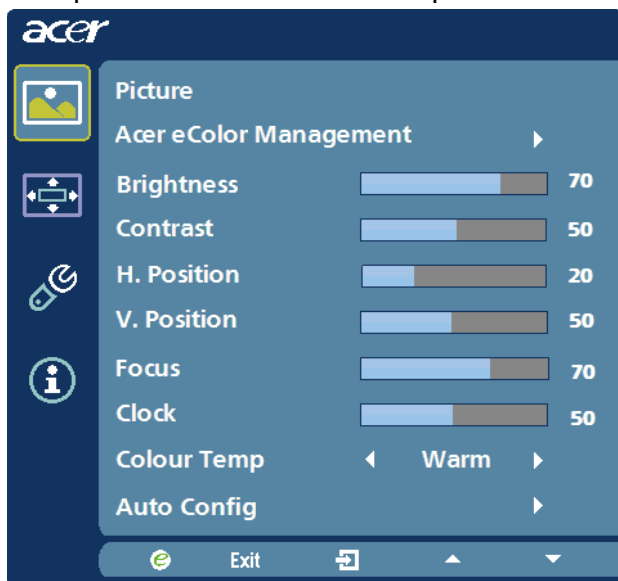 acer
Picture
Acer eColor Management
Brightness 70
Contrast 50
H. Position 20
V. Position 50
Focus 70
Clock 50
Colour Temp Warm
Auto Config
e Exit